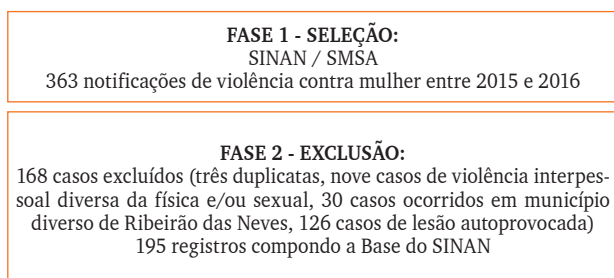 FASE 1 - SELEÇÃO:
SINAN / SMSA
363 notificações de violência contra mulher entre 2015 e 2016
FASE 2 - EXCLUSÃO:
168 casos excluídos (três duplicatas, nove casos de violência interpes-
soal diversa da física e/ou sexual, 30 casos ocorridos em município
diverso de Ribeirão das Neves, 126 casos de lesão autoprovocada)
195 registros compondo a Base do SINAN